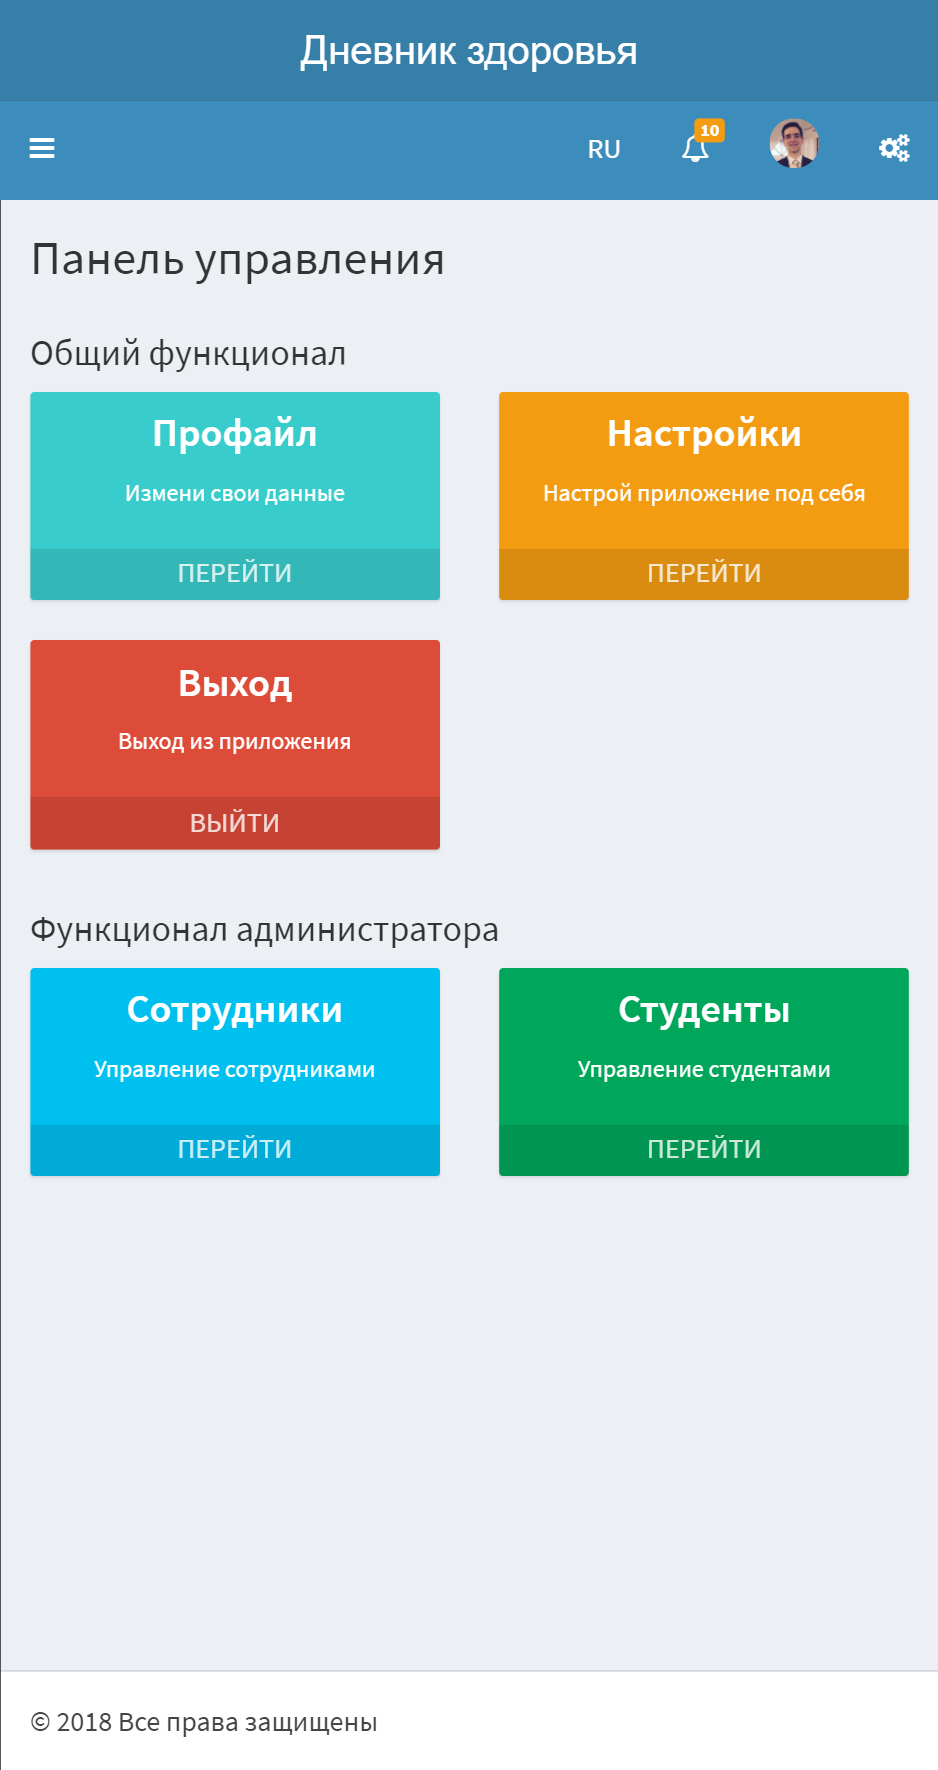 Дневник здоровья
RU
10
Панель управления
Общий функционал
Профайл
Измени свои данные
ПЕРЕЙТИ
Настройки
Настрой приложение под себя
ПЕРЕЙТИ
Выход
Выход из приложения
ВЫЙТИ
Функционал администратора
Сотрудники
Управление сотрудниками
ПЕРЕЙТИ
Студенты
Управление студентами
ПЕРЕЙТИ
© 2018 Все права защищены